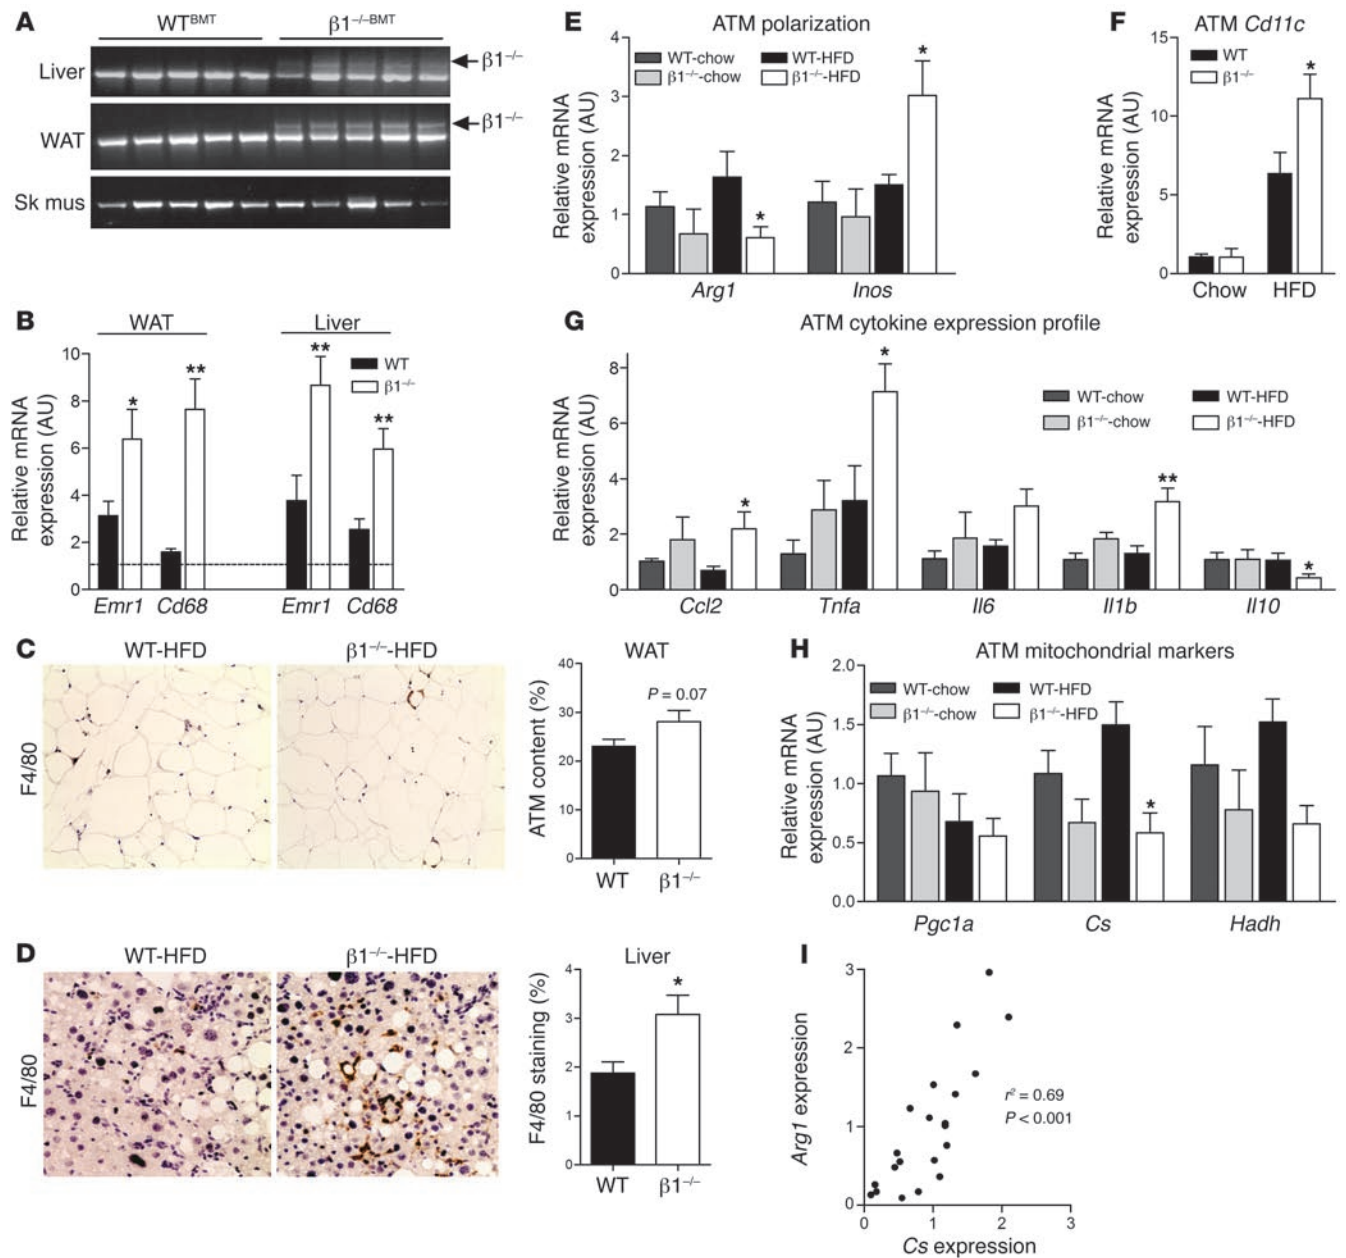 A
WT^BMT
β1^–/–BMT
Liver
β1^–/–
WAT
β1^–/–
Sk mus
B
WAT
Liver
Relative mRNA
expression (AU)
10
8
6
4
2
0
*
**
**
**
WT
β1^–/–
Emr1
Cd68
Emr1
Cd68
C
WT-HFD
β1^–/–-HFD
F4/80
WAT
ATM content (%)
40
30
20
10
0
P = 0.07
WT
β1^–/–
D
WT-HFD
β1^–/–-HFD
F4/80
Liver
F4/80 staining (%)
4
3
2
1
0
*
WT
β1^–/–
E
ATM polarization
Relative mRNA
expression (AU)
4
3
2
1
0
WT-chow
WT-HFD
β1^–/–-chow
β1^–/–-HFD
*
*
Arg1
Inos
F
ATM Cd11c
Relative mRNA
expression (AU)
15
10
5
0
WT
β1^–/–
*
Chow
HFD
G
ATM cytokine expression profile
Relative mRNA
expression (AU)
8
6
4
2
0
WT-chow
WT-HFD
β1^–/–-chow
β1^–/–-HFD
*
*
**
*
Ccl2
Tnfa
Il6
Il1b
Il10
H
ATM mitochondrial markers
Relative mRNA
expression (AU)
2.0
1.5
1.0
0.5
0.0
WT-chow
WT-HFD
β1^–/–-chow
β1^–/–-HFD
*
Pgc1a
Cs
Hadh
I
Arg1 expression
3
2
1
0
r² = 0.69
P < 0.001
0
1
2
3
Cs expression